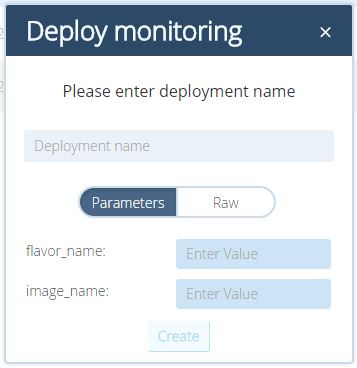 Deploy monitoring ×
Please enter deployment name
Deployment name
Parameters Raw
flavor_name: Enter Value
image_name: Enter Value
Create